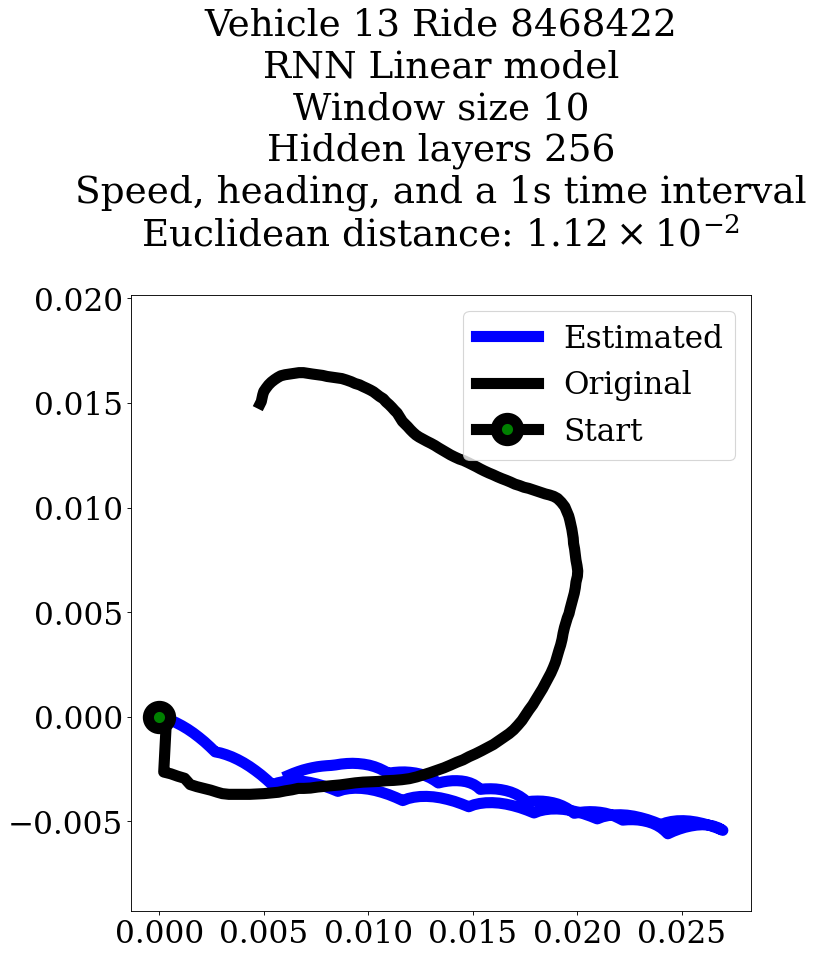 Vehicle 13 Ride 8468422
RNN Linear model
Window size 10
Hidden layers 256
Speed, heading, and a 1s time interval
Euclidean distance: 1.12 × 10⁻²
0.020
Estimated
Original
Start
0.015
0.010
0.005
0.000
−0.005
0.000 0.005 0.010 0.015 0.020 0.025